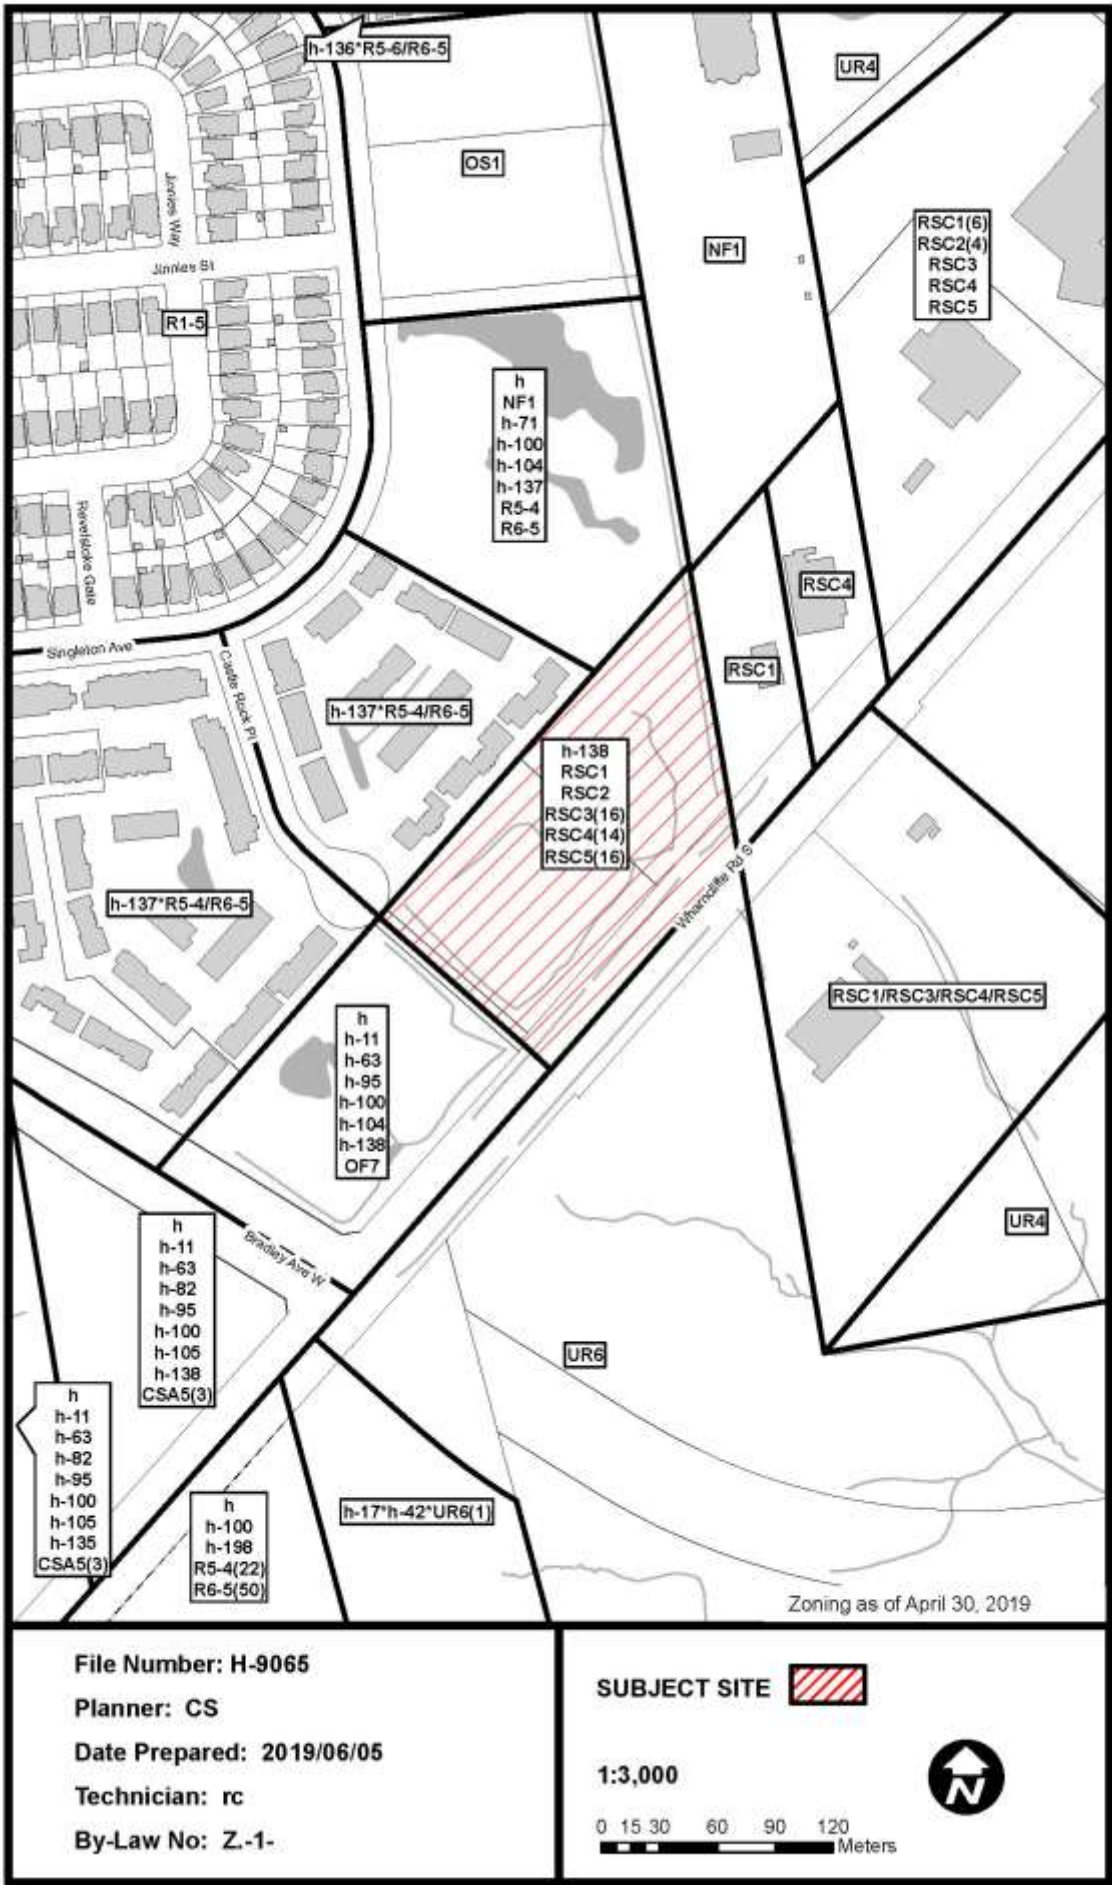 h-136*R5-6/R6-5
UR4
OS1
Jinnies Way
RSC1(6)
RSC2(4)
RSC3
RSC4
RSC5
NF1
Jinnies St
R1-5
h
NF1
h-71
h-100
h-104
h-137
R5-4
R6-5
Revelstoke Gate
RSC4
Singleton Ave
RSC1
Castle Rock Pl
h-137*R5-4/R6-5
h-138
RSC1
RSC2
RSC3(16)
RSC4(14)
RSC5(16)
Wharncliffe Rd S
h-137*R5-4/R6-5
RSC1/RSC3/RSC4/RSC5
h
h-11
h-63
h-95
h-100
h-104
h-138
OF7
UR4
h
h-11
h-63
h-82
h-95
h-100
h-105
h-138
CSA5(3)
Bradley Ave W
UR6
h
h-11
h-63
h-82
h-95
h-100
h-105
h-135
CSA5(3)
h
h-100
h-198
R5-4(22)
R6-5(50)
h-17*h-42*UR6(1)
Zoning as of April 30, 2019
File Number: H-9065
Planner: CS
Date Prepared: 2019/06/05
Technician: rc
By-Law No: Z.-1-
SUBJECT SITE
1:3,000
0 15 30 60 90 120
Meters
N